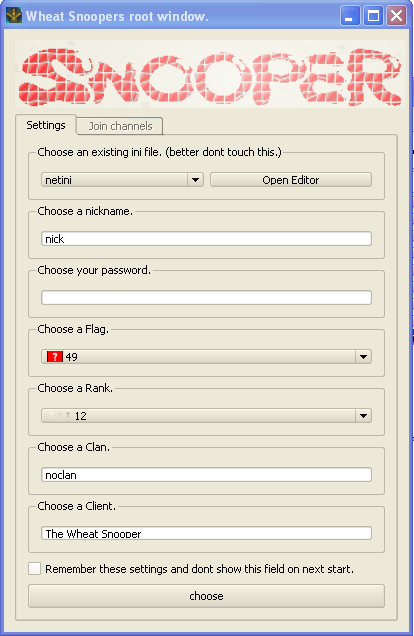 Wheat Snoopers root window.
SNOOPER
Settings
Join channels
Choose an existing ini file. (better dont touch this.)
netini
Open Editor
Choose a nickname.
nick
Choose your password.
Choose a Flag.
? 49
Choose a Rank.
12
Choose a Clan.
noclan
Choose a Client.
The Wheat Snooper
Remember these settings and dont show this field on next start.
choose